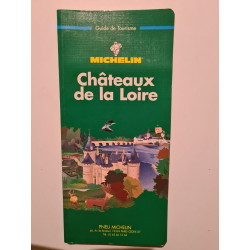 Guide de Tourisme
MICHELIN
Châteaux
de la Loire
PNEU MICHELIN